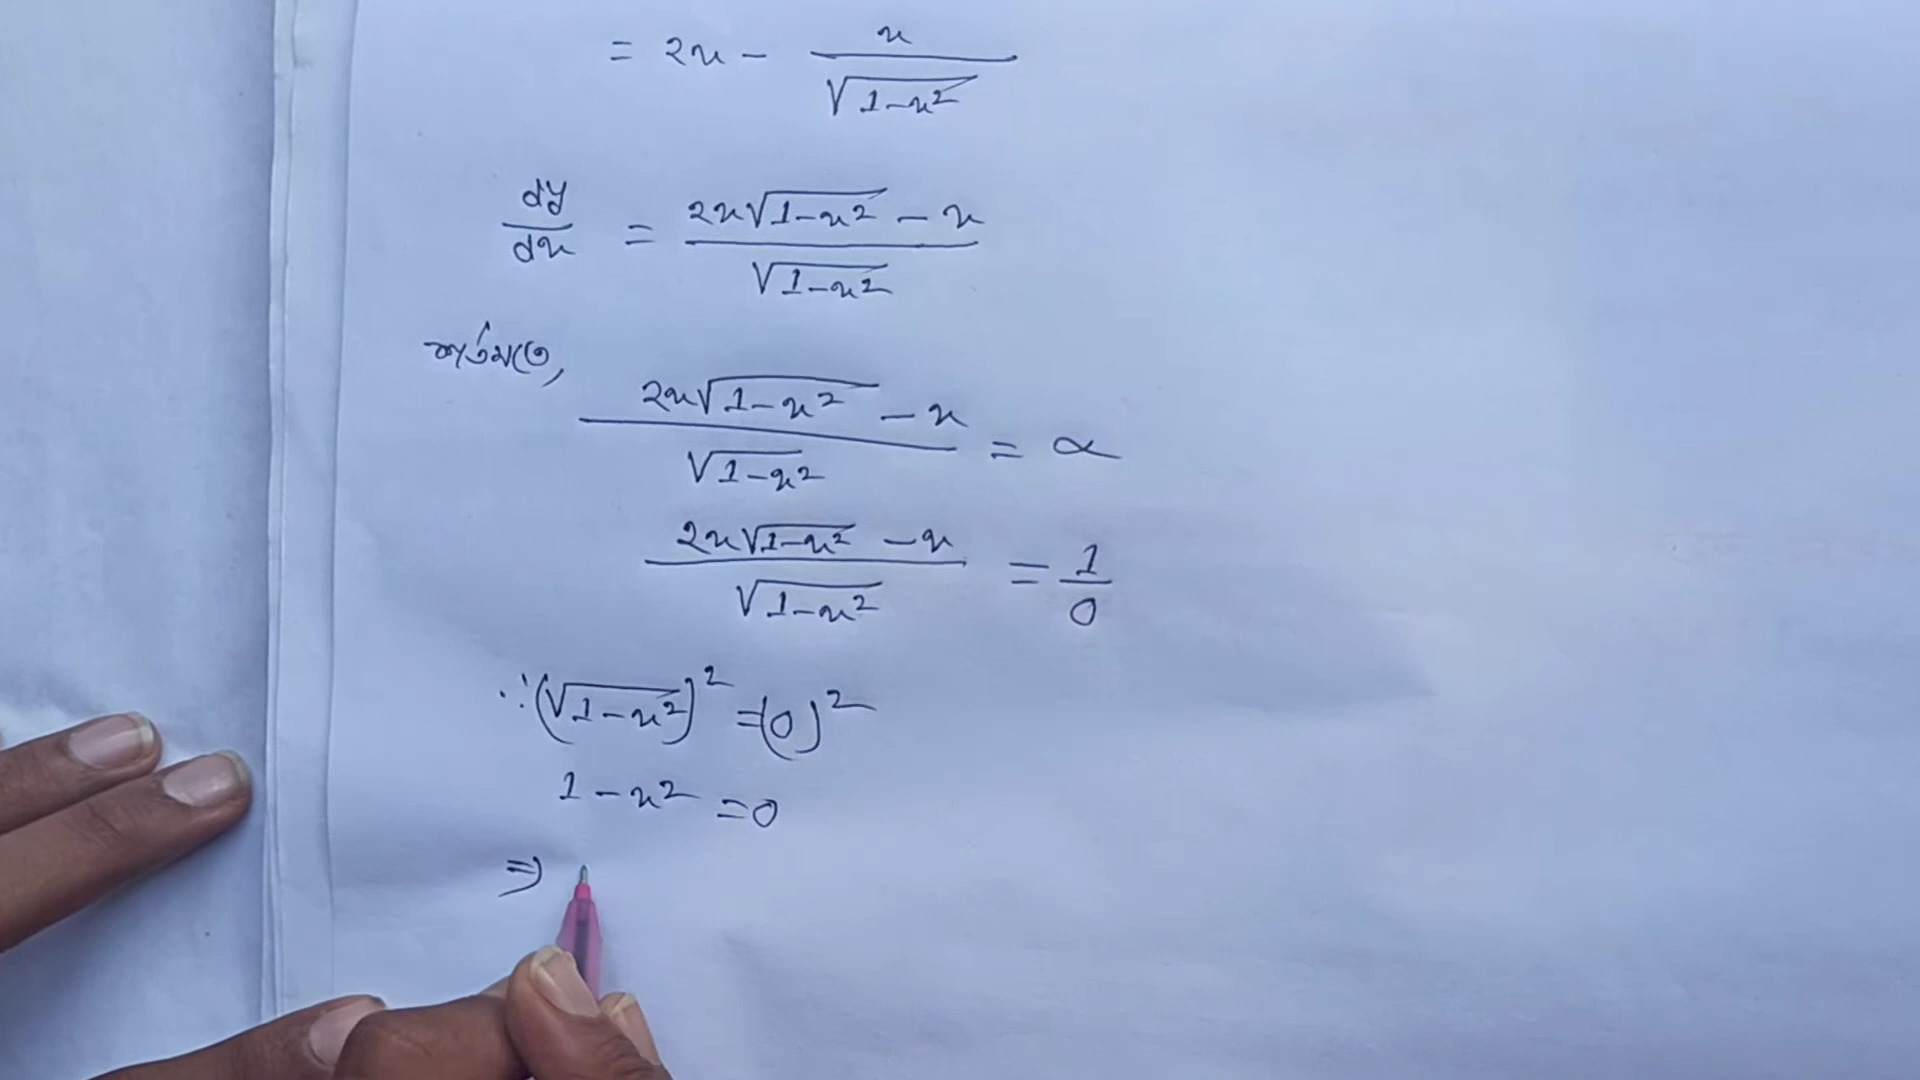 = 2x - x/√(1-x²)
dy/dx = (2x√(1-x²) - x)/√(1-x²)
শর্তমতে,
(2x√(1-x²) - x)/√(1-x²) = ∝
(2x√(1-x²) - x)/√(1-x²) = 1/0
∴ (√(1-x²))² = (0)²
1 - x² = 0
⇒